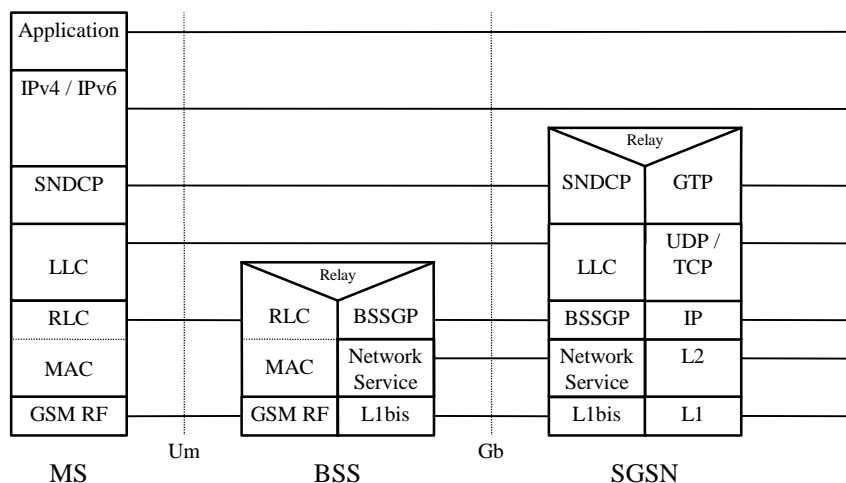 Application
IPv4 / IPv6
Relay
SNDCP
SNDCP
GTP
UDP /
TCP
LLC
LLC
Relay
RLC
RLC
BSSGP
BSSGP
IP
MAC
MAC
Network
Service
Network
Service
L2
GSM RF
GSM RF
L1bis
L1bis
L1
Um
Gb
MS
BSS
SGSN